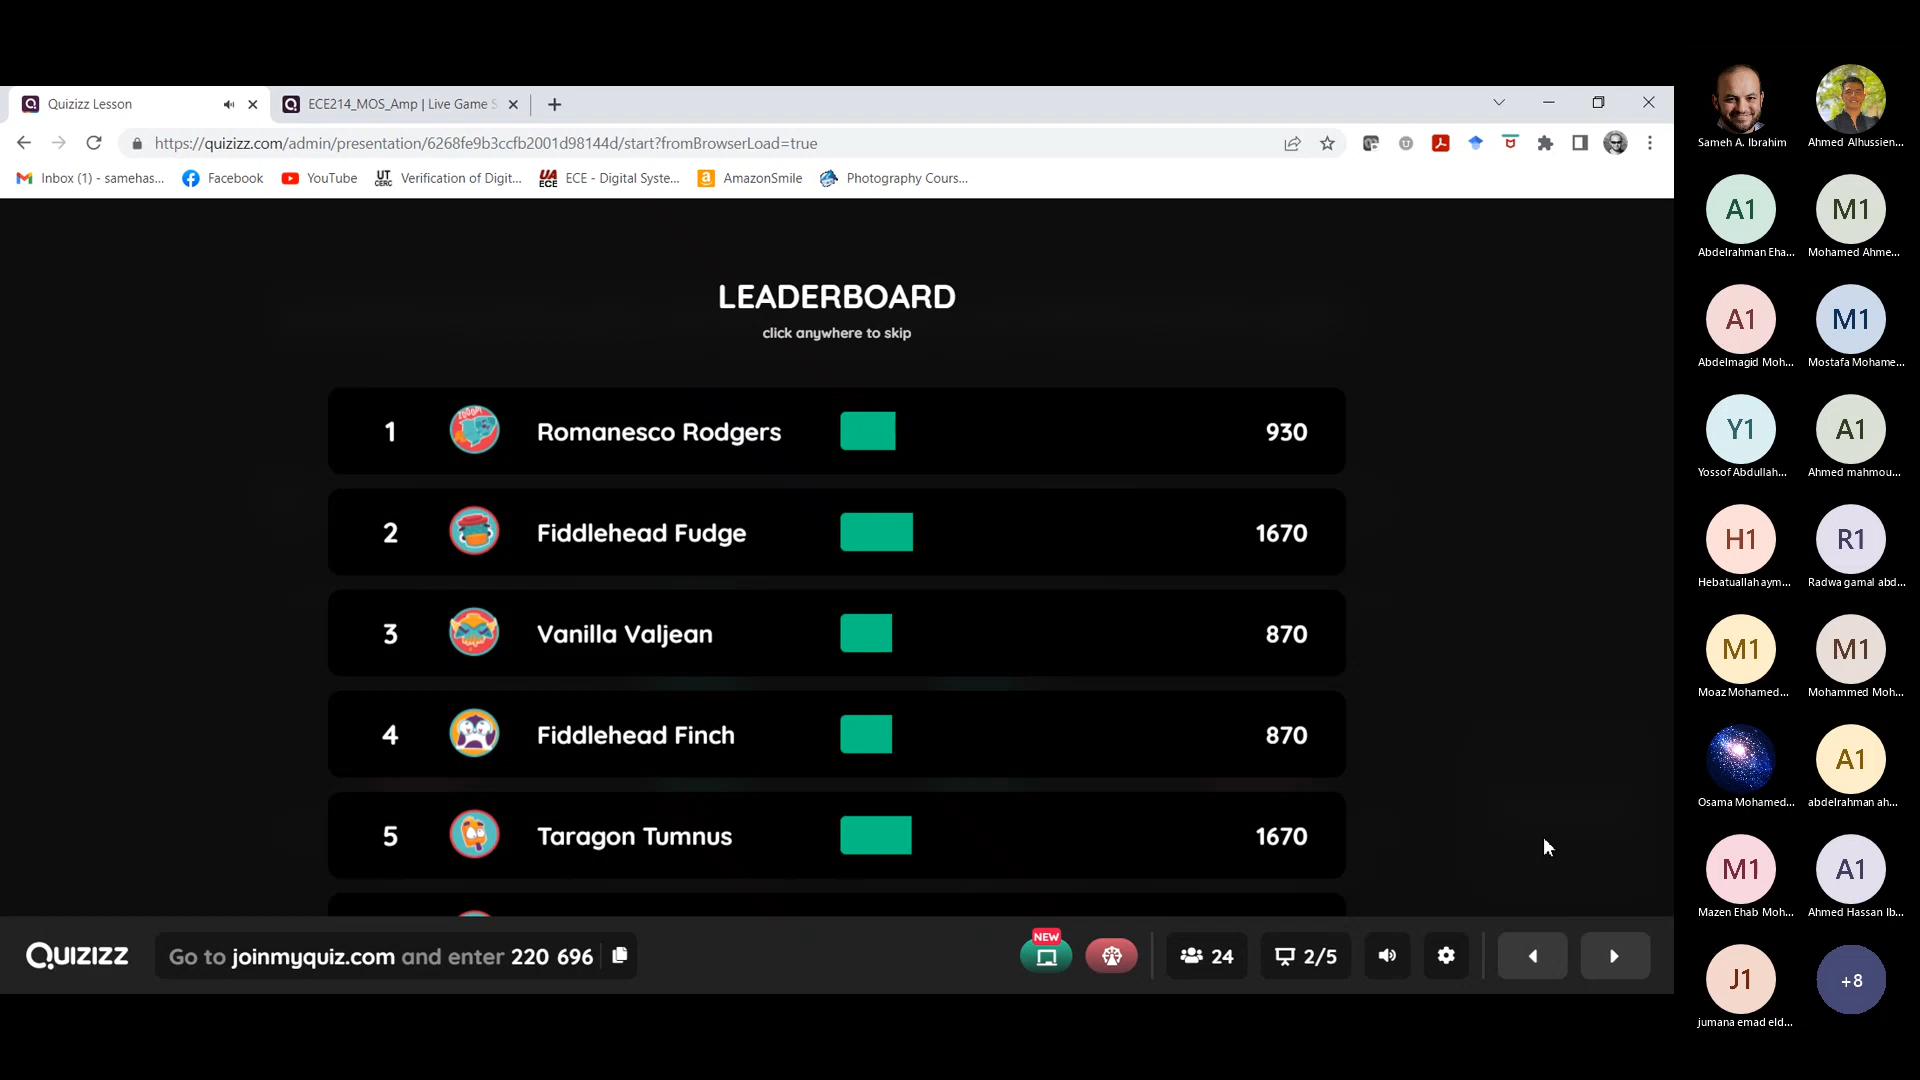 Quizizz Lesson
ECE214_MOS_Amp | Live Game S
https://quizizz.com/admin/presentation/6268fe9b3ccfb2001d98144d/start?fromBrowserLoad=true
Inbox (1) - samehas... Facebook YouTube Verification of Digit... ECE - Digital Syste... AmazonSmile Photography Cours...
LEADERBOARD
click anywhere to skip
1 Romanesco Rodgers 930
2 Fiddlehead Fudge 1670
3 Vanilla Valjean 870
4 Fiddlehead Finch 870
5 Taragon Tumnus 1670
Quizizz Go to joinmyquiz.com and enter 220 696 NEW 24 2/5
Sameh A. Ibrahim Ahmed Alhussien...
A1 M1
Abdelrahman Eha... Mohamed Ahme...
A1 M1
Abdelmagid Moh... Mostafa Mohame...
Y1 A1
Yossof Abdullah... Ahmed mahmou...
H1 R1
Hebatuallah aym... Radwa gamal abd...
M1 M1
Moaz Mohamed... Mohammed Moh...
A1
Osama Mohamed... abdelrahman ah...
M1 A1
Mazen Ehab Moh... Ahmed Hassan Ib...
J1 +8
jumana emad eld...